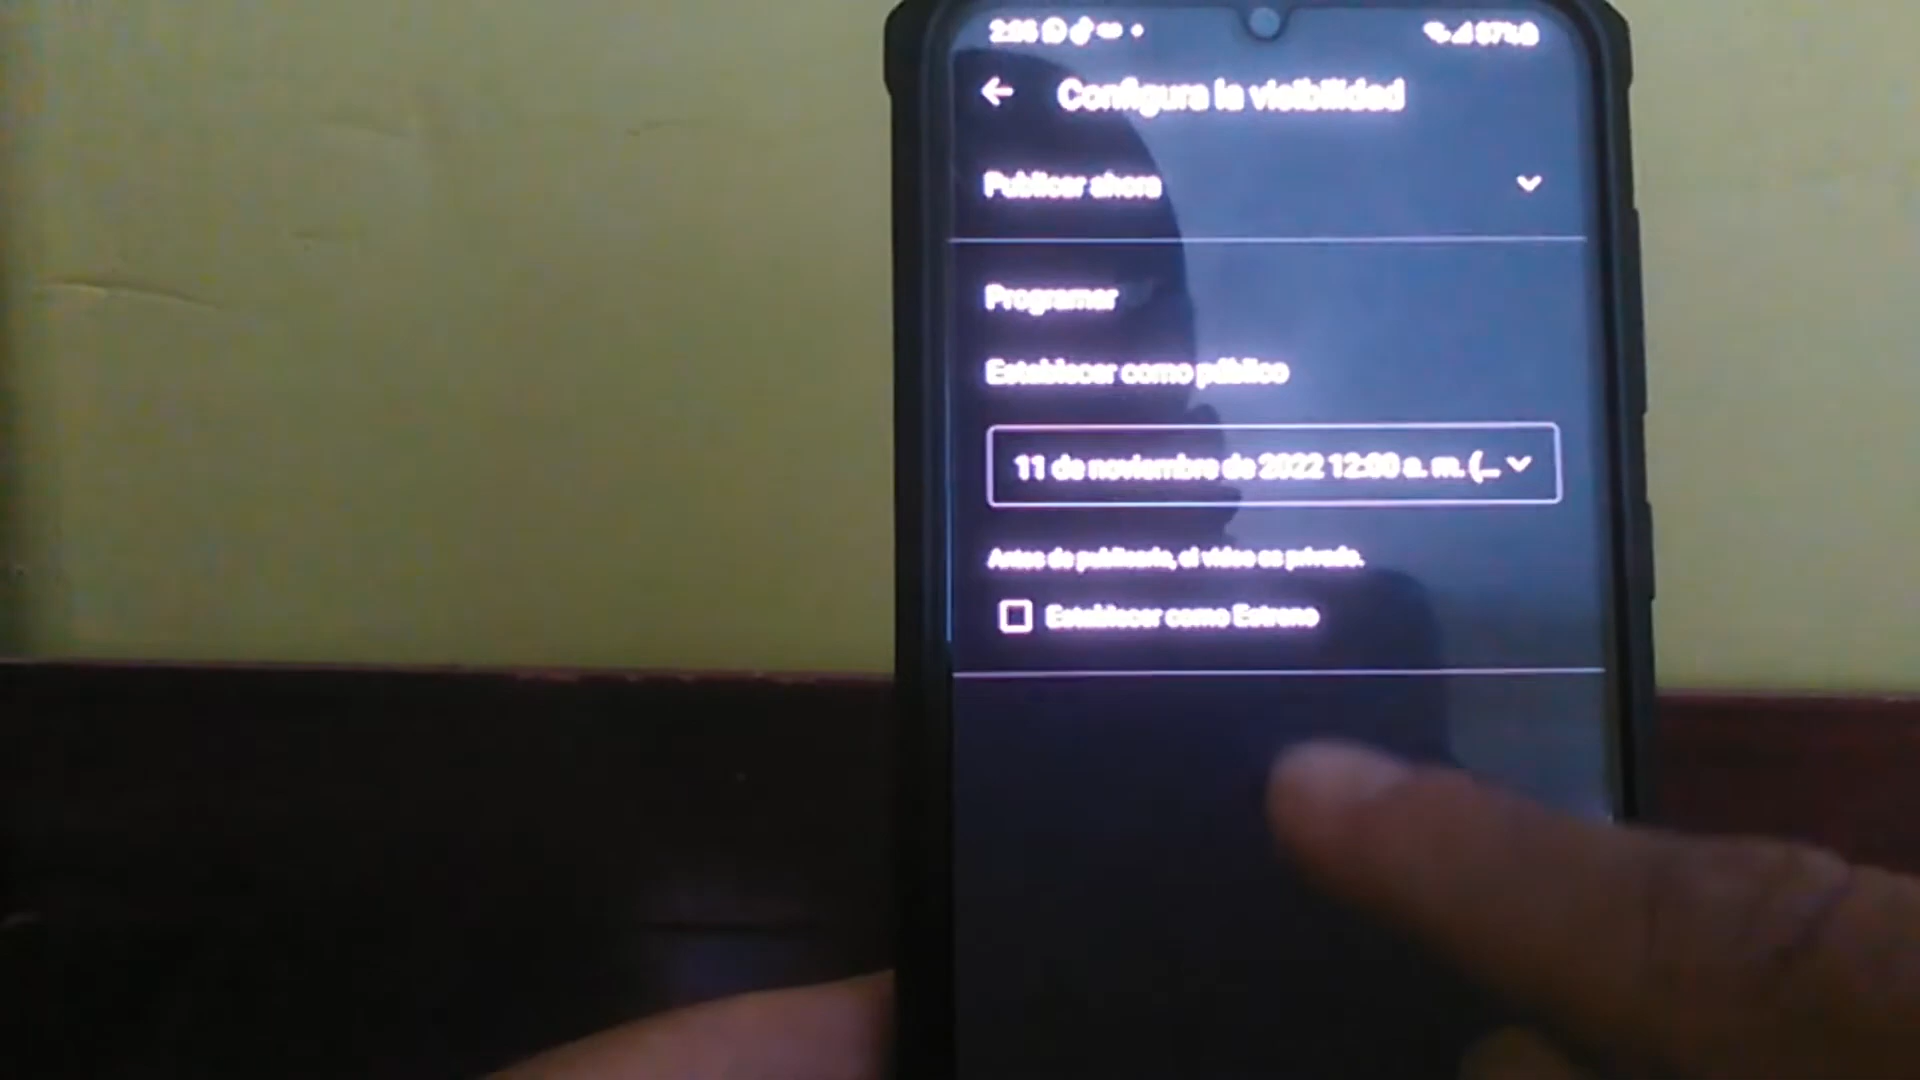 Configura la visibilidad
Publicar ahora
Programar
Establecer como público
11 de noviembre de 2022 12:00 a. m. (...
Antes de publicarlo, el video es privado.
Establecer como Estreno